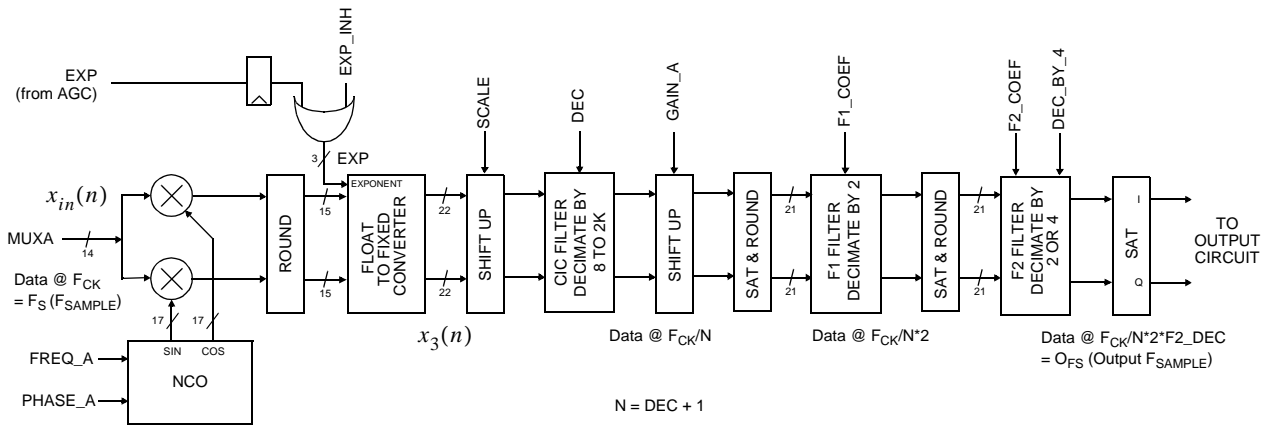 EXP
(from AGC)
EXP_INH
3
EXP
SCALE
DEC
GAIN_A
F1_COEF
F2_COEF
DEC_BY_4
x_in(n)
MUXA
14
Data @ F_CK
= F_S (F_SAMPLE)
17
17
SIN
COS
NCO
FREQ_A
PHASE_A
ROUND
15
15
EXPONENT
FLOAT
TO FIXED
CONVERTER
22
22
x_3(n)
SHIFT UP
CIC FILTER
DECIMATE BY
8 TO 2K
SHIFT UP
Data @ F_CK/N
SAT & ROUND
21
21
F1 FILTER
DECIMATE BY 2
Data @ F_CK/N*2
SAT & ROUND
21
21
F2 FILTER
DECIMATE BY
2 OR 4
SAT
I
Q
TO
OUTPUT
CIRCUIT
Data @ F_CK/N*2*F2_DEC
= O_FS (Output F_SAMPLE)
N = DEC + 1